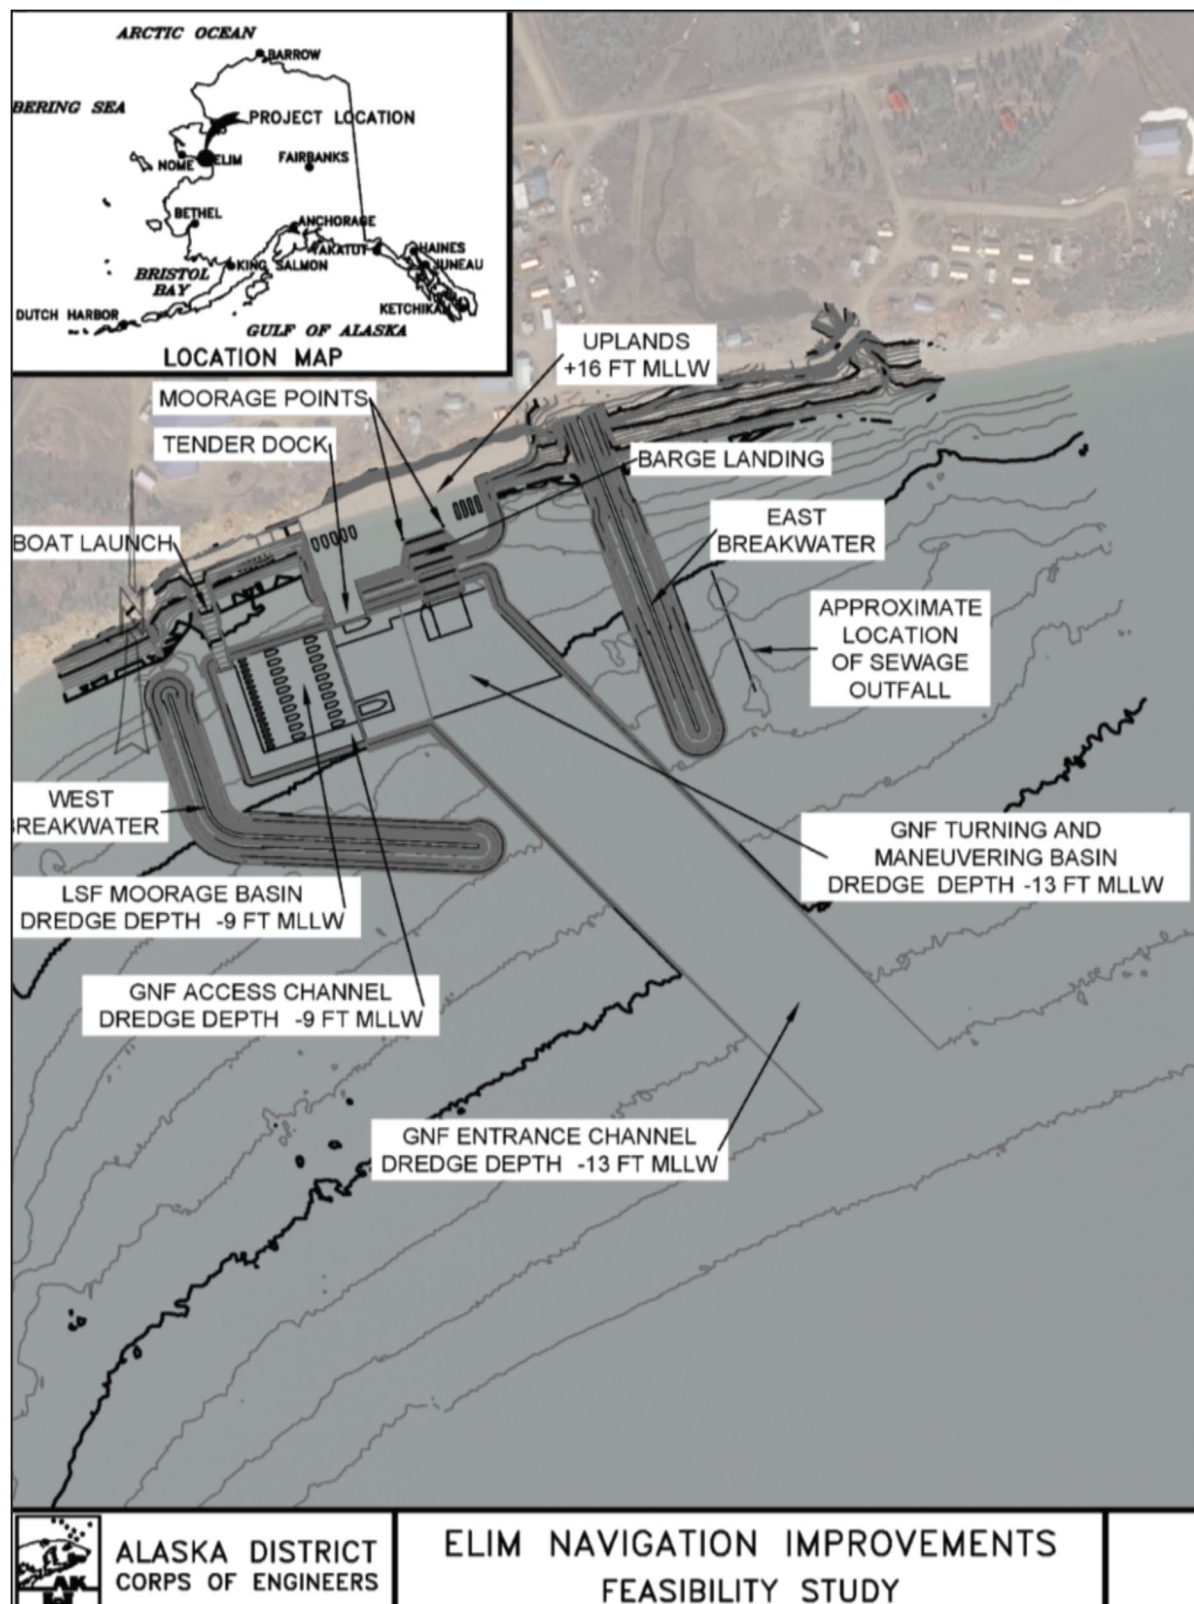 ARCTIC OCEAN
BARROW
BERING SEA
PROJECT LOCATION
NOME
ELIM
FAIRBANKS
BETHEL
ANCHORAGE
YAKATUT
HAINES
JUNEAU
KING SALMON
BRISTOL
BAY
KETCHIKAN
DUTCH HARBOR
GULF OF ALASKA
LOCATION MAP
UPLANDS
+16 FT MLLW
MOORAGE POINTS
TENDER DOCK
BARGE LANDING
EAST
BREAKWATER
BOAT LAUNCH
APPROXIMATE
LOCATION
OF SEWAGE
OUTFALL
WEST
BREAKWATER
GNF TURNING AND
MANEUVERING BASIN
DREDGE DEPTH -13 FT MLLW
LSF MOORAGE BASIN
DREDGE DEPTH -9 FT MLLW
GNF ACCESS CHANNEL
DREDGE DEPTH -9 FT MLLW
GNF ENTRANCE CHANNEL
DREDGE DEPTH -13 FT MLLW
AK
ALASKA DISTRICT
CORPS OF ENGINEERS
ELIM NAVIGATION IMPROVEMENTS
FEASIBILITY STUDY